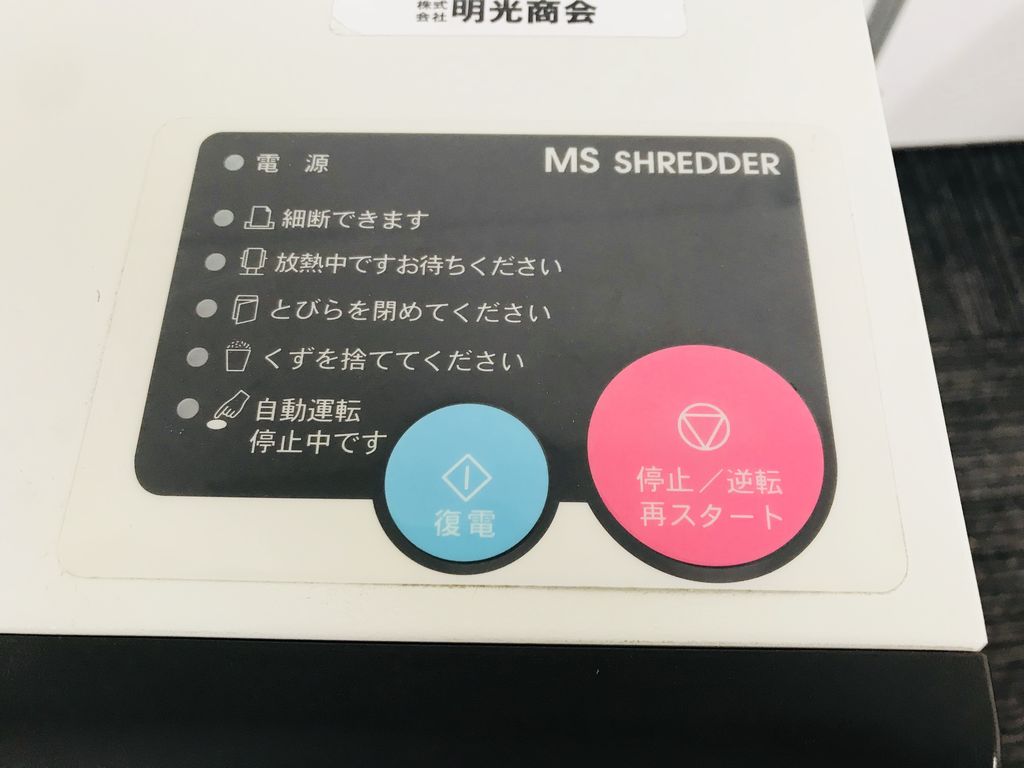 株式会社 明光商会
電 源
MS SHREDDER
細断できます
放熱中ですお待ちください
とびらを閉めてください
くずを捨ててください
自動運転
停止中です
復電
停止／逆転
再スタート